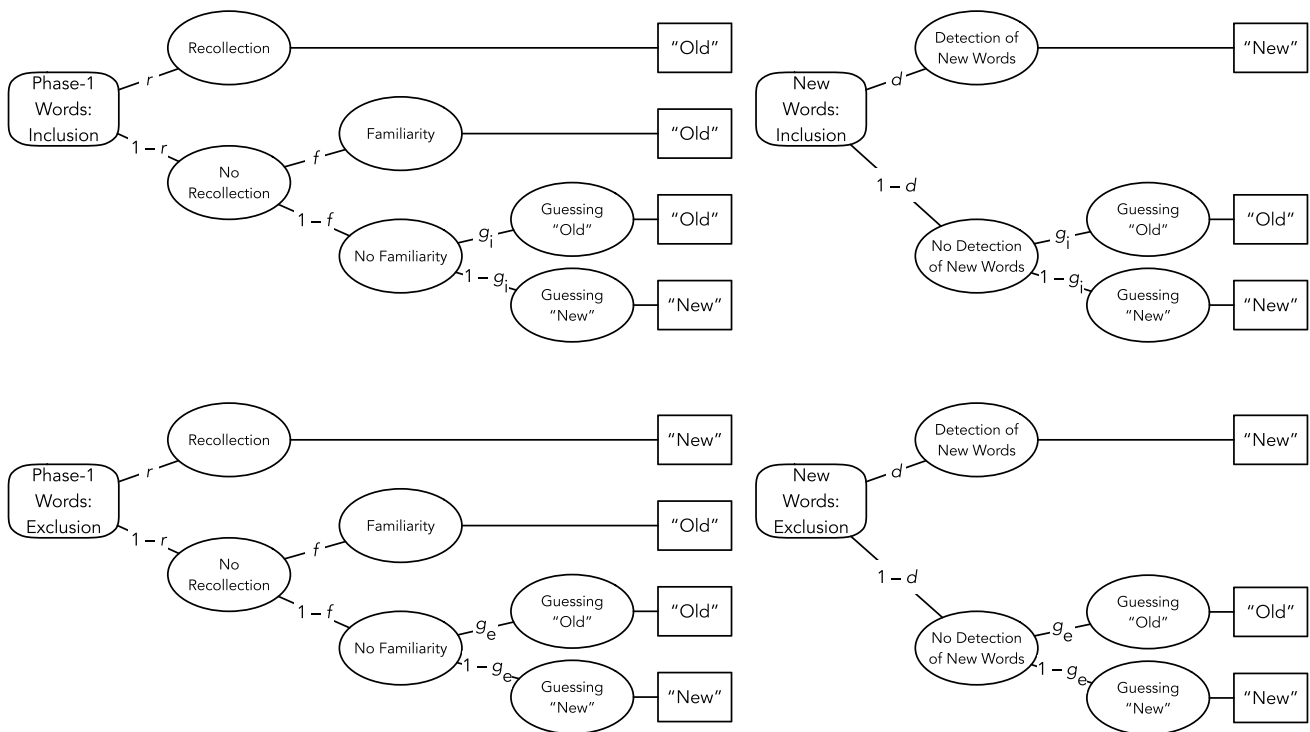 Recollection
"Old"
Phase-1
Words:
Inclusion
r
1 – r
Familiarity
"Old"
No
Recollection
f
1 – f
Guessing
"Old"
"Old"
No Familiarity
gi
1 – gi
Guessing
"New"
"New"
Detection of
New Words
"New"
New
Words:
Inclusion
d
1 – d
Guessing
"Old"
"Old"
No Detection
of New Words
gi
1 – gi
Guessing
"New"
"New"
Recollection
"New"
Phase-1
Words:
Exclusion
r
1 – r
Familiarity
"Old"
No
Recollection
f
1 – f
Guessing
"Old"
"Old"
No Familiarity
ge
1 – ge
Guessing
"New"
"New"
Detection of
New Words
"New"
New
Words:
Exclusion
d
1 – d
Guessing
"Old"
"Old"
No Detection
of New Words
ge
1 – ge
Guessing
"New"
"New"